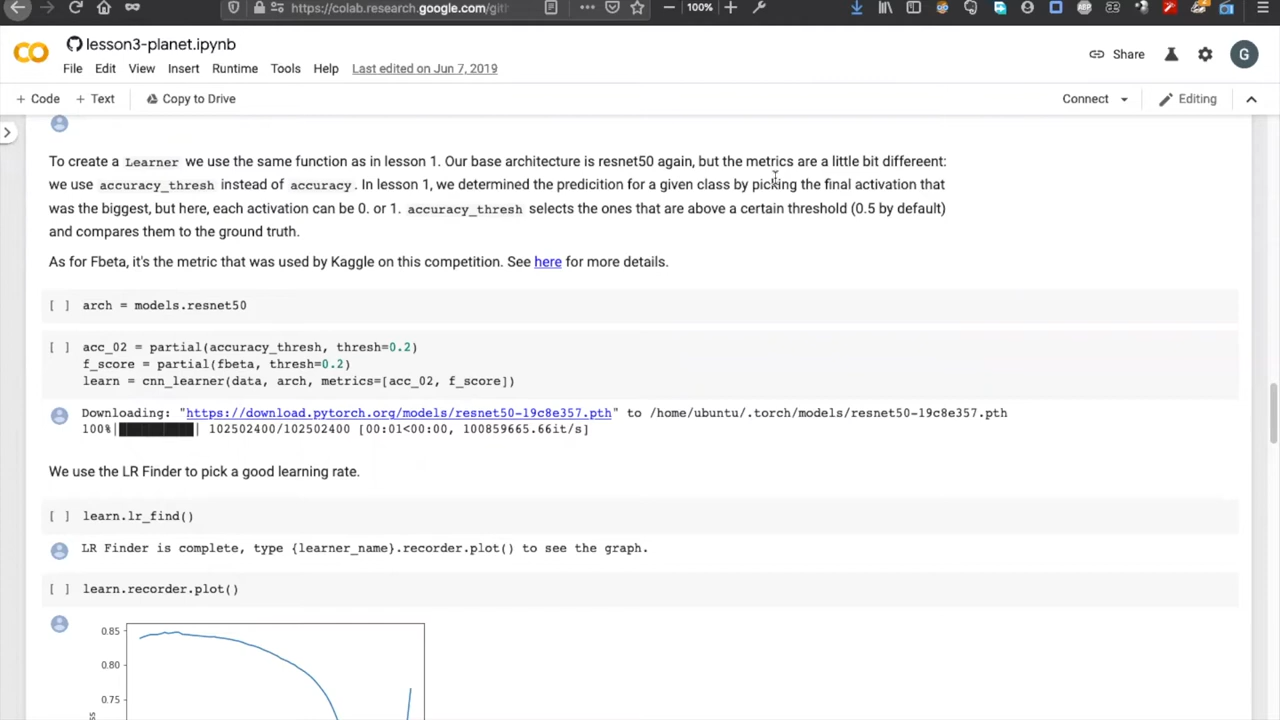 https://colab.research.google.com/gith
100%
lesson3-planet.ipynb
File Edit View Insert Runtime Tools Help Last edited on Jun 7, 2019
Share
G
+ Code + Text Copy to Drive
Connect
Editing
To create a Learner we use the same function as in lesson 1. Our base architecture is resnet50 again, but the metrics are a little bit differeent:
we use accuracy_thresh instead of accuracy. In lesson 1, we determined the predicition for a given class by picking the final activation that
was the biggest, but here, each activation can be 0. or 1. accuracy_thresh selects the ones that are above a certain threshold (0.5 by default)
and compares them to the ground truth.
As for Fbeta, it's the metric that was used by Kaggle on this competition. See here for more details.
[ ] arch = models.resnet50
[ ] acc_02 = partial(accuracy_thresh, thresh=0.2)
f_score = partial(fbeta, thresh=0.2)
learn = cnn_learner(data, arch, metrics=[acc_02, f_score])
Downloading: "https://download.pytorch.org/models/resnet50-19c8e357.pth" to /home/ubuntu/.torch/models/resnet50-19c8e357.pth
100%|██████████| 102502400/102502400 [00:01<00:00, 100859665.66it/s]
We use the LR Finder to pick a good learning rate.
[ ] learn.lr_find()
LR Finder is complete, type {learner_name}.recorder.plot() to see the graph.
[ ] learn.recorder.plot()
0.85
0.80
0.75